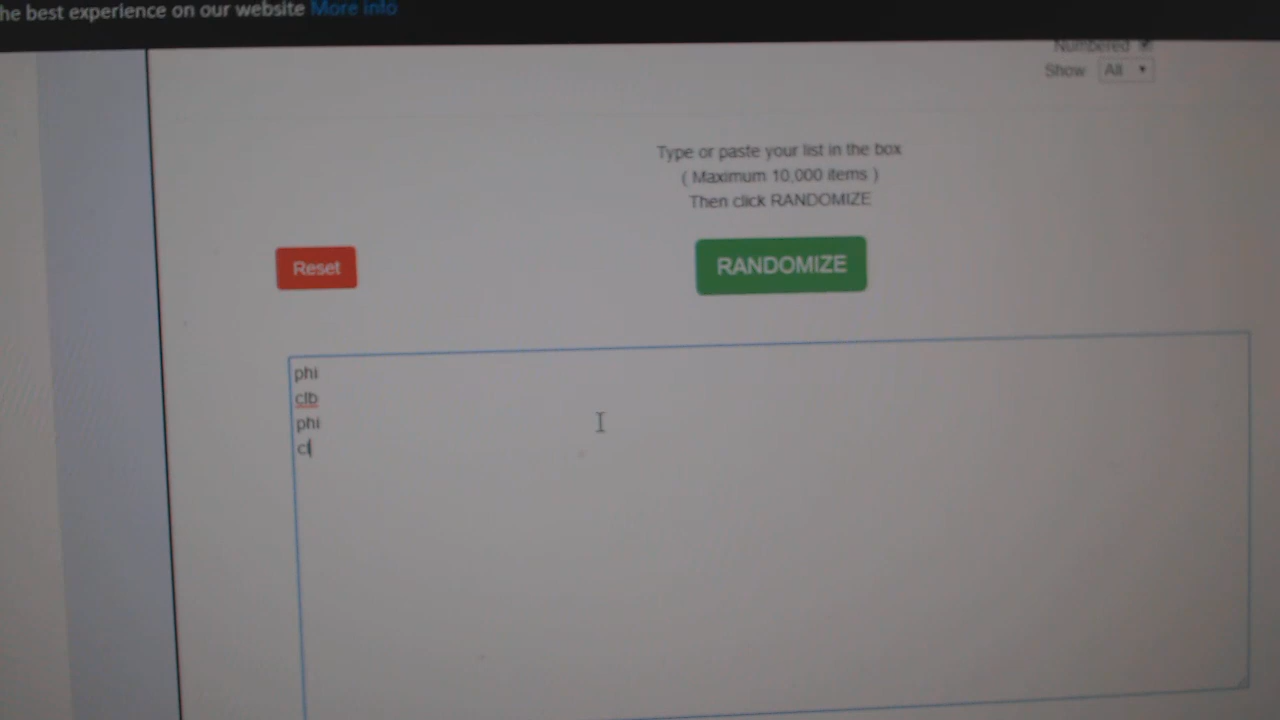 he best experience on our website More info
Numbered
Show All
Type or paste your list in the box
( Maximum 10,000 items )
Then click RANDOMIZE
Reset
RANDOMIZE
phi
clb
phi
cl